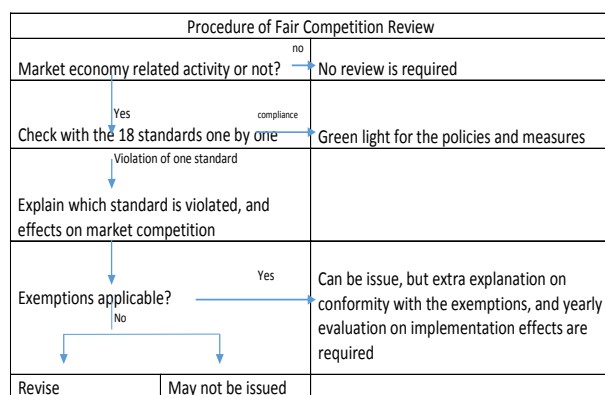 Procedure of Fair Competition Review
no
Market economy related activity or not?
No review is required
Yes
compliance
Check with the 18 standards one by one
Green light for the policies and measures
Violation of one standard
Explain which standard is violated, and
effects on market competition
Yes
Exemptions applicable?
Can be issue, but extra explanation on
conformity with the exemptions, and yearly
evaluation on implementation effects are
required
No
Revise
May not be issued